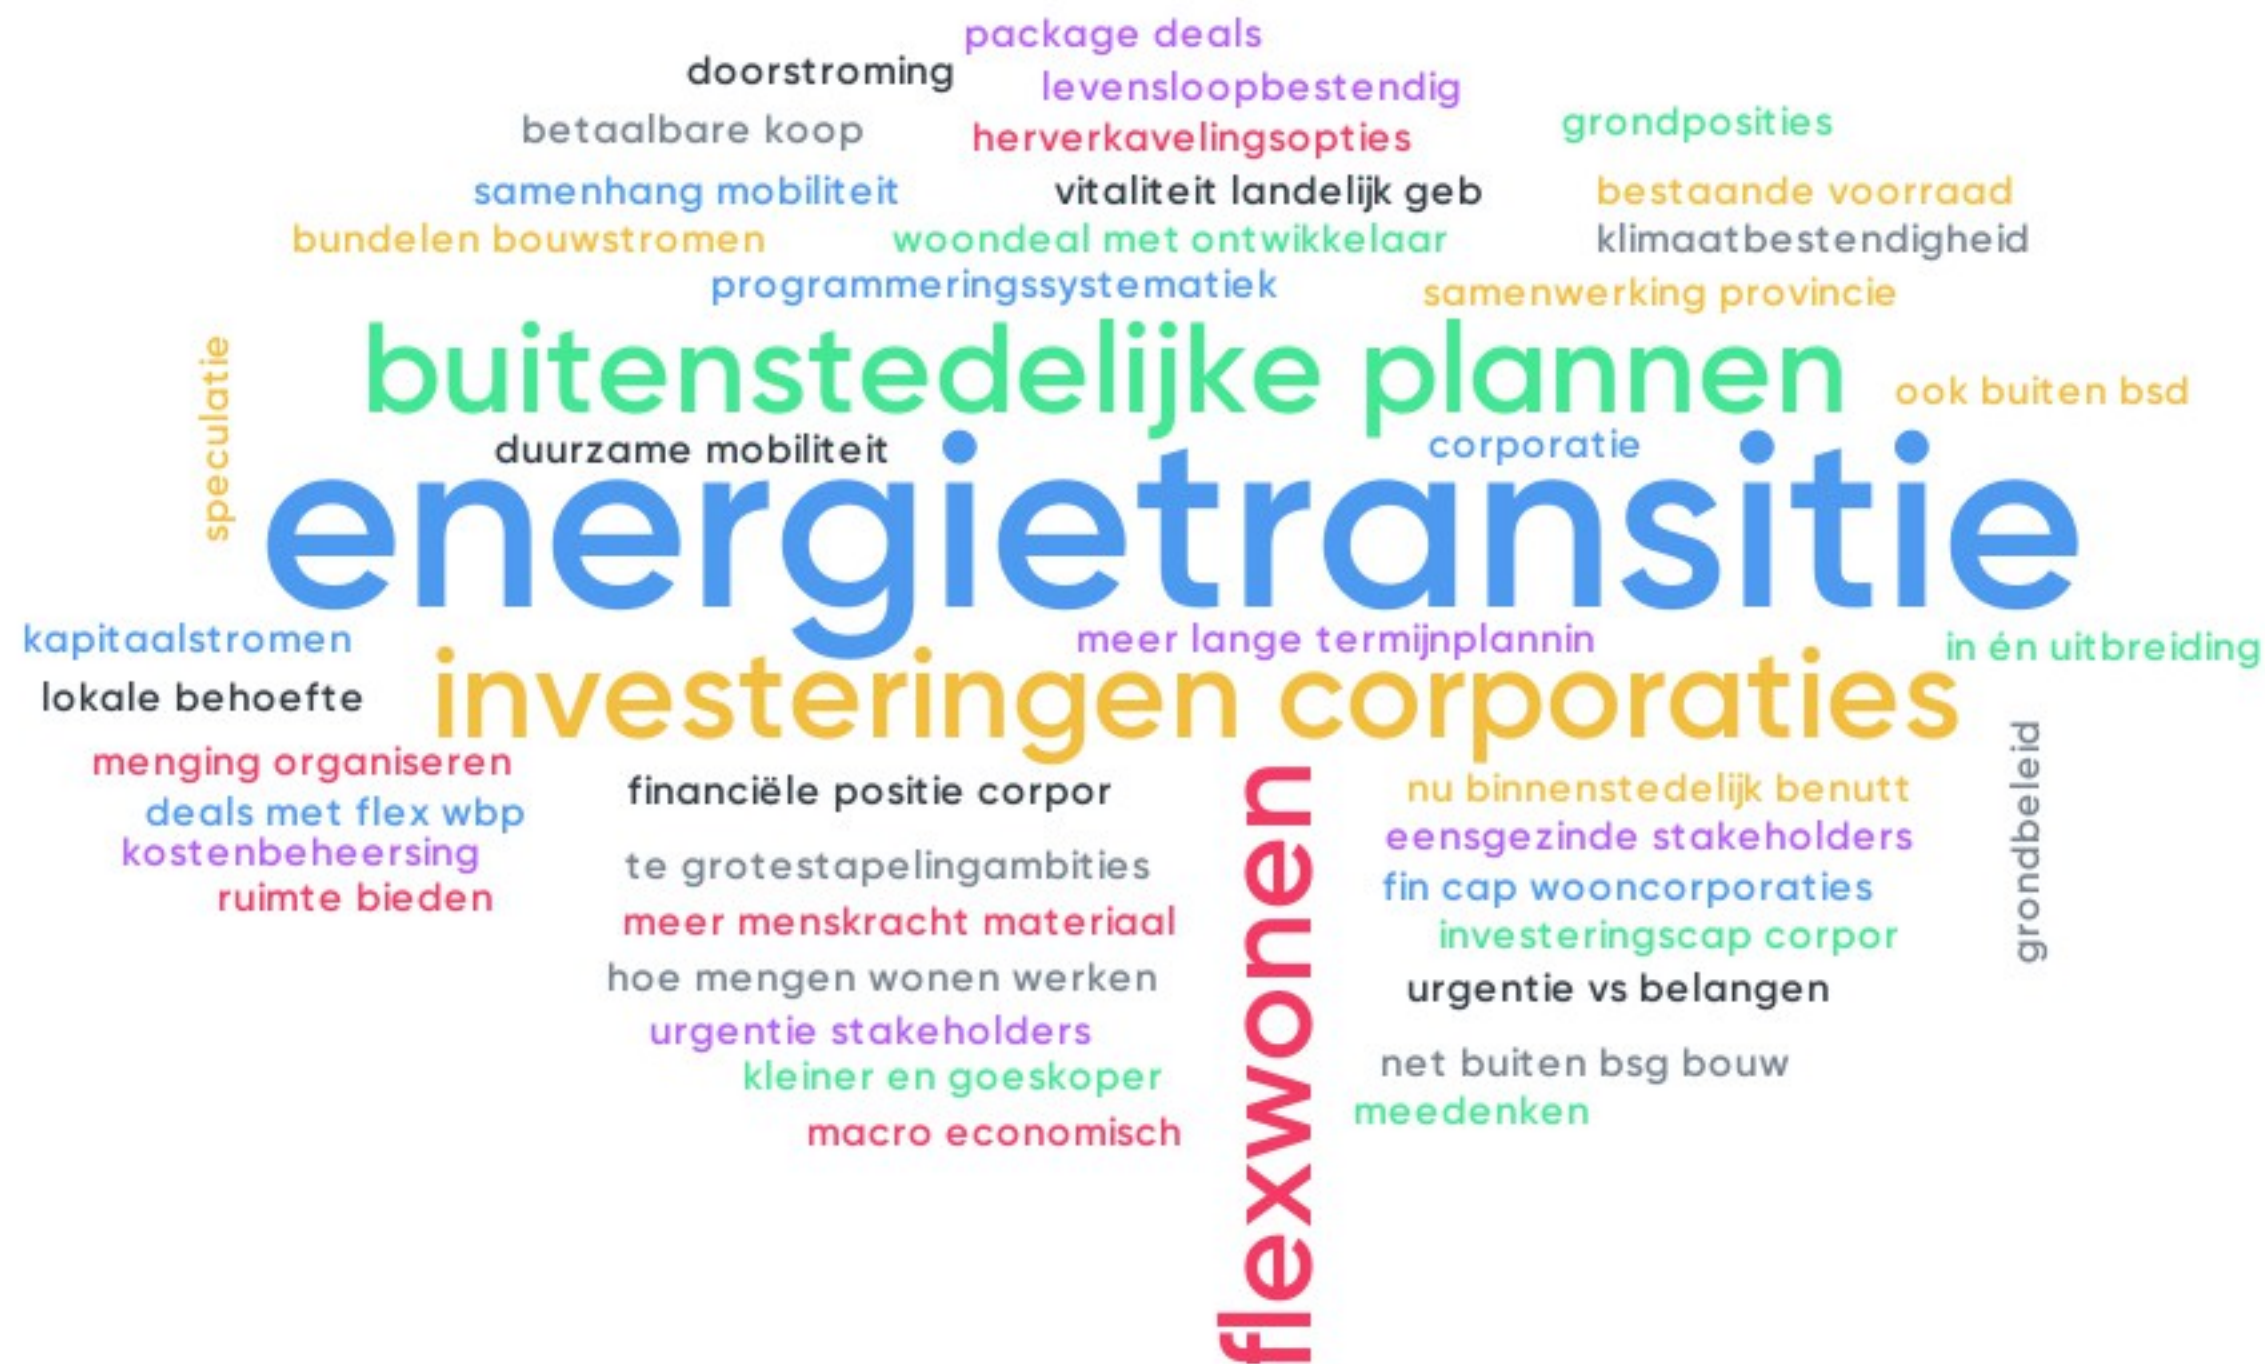 package deals
doorstroming
levensloopbestendig
betaalbare koop
herverkavelingsopties
grondposities
samenhang mobiliteit
vitaliteit landelijk geb
bestaande voorraad
bundelen bouwstromen
woondeal met ontwikkelaar
klimaatbestendigheid
programmeringssystematiek
samenwerking provincie
speculatie
buitenstedelijke plannen
ook buiten bsd
duurzame mobiliteit
corporatie
energietransitie
kapitaalstromen
meer lange termijnplannin
in én uitbreiding
lokale behoefte
investeringen corporaties
menging organiseren
financiële positie corpor
nu binnenstedelijk benutt
grondbeleid
deals met flex wbp
eensgezinde stakeholders
kostenbeheersing
te grotestapelingambities
fin cap wooncorporaties
ruimte bieden
meer menskracht materiaal
investeringscap corpor
hoe mengen wonen werken
urgentie vs belangen
urgentie stakeholders
flexwonen
net buiten bsg bouw
kleiner en goeskoper
meedenken
macro economisch